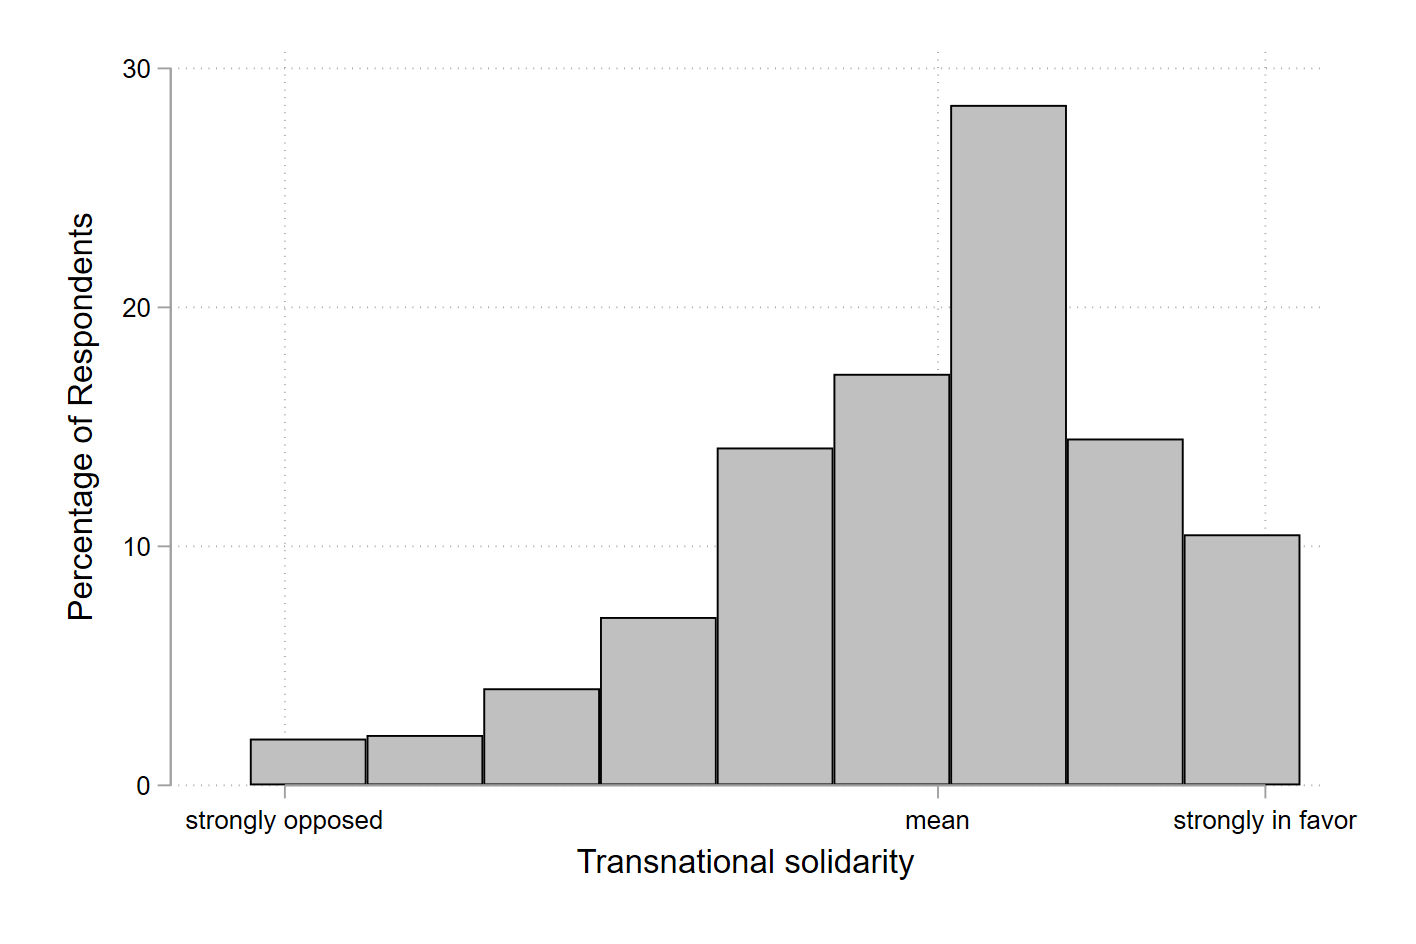 30
20
10
0
Percentage of Respondents
strongly opposed
mean
strongly in favor
Transnational solidarity